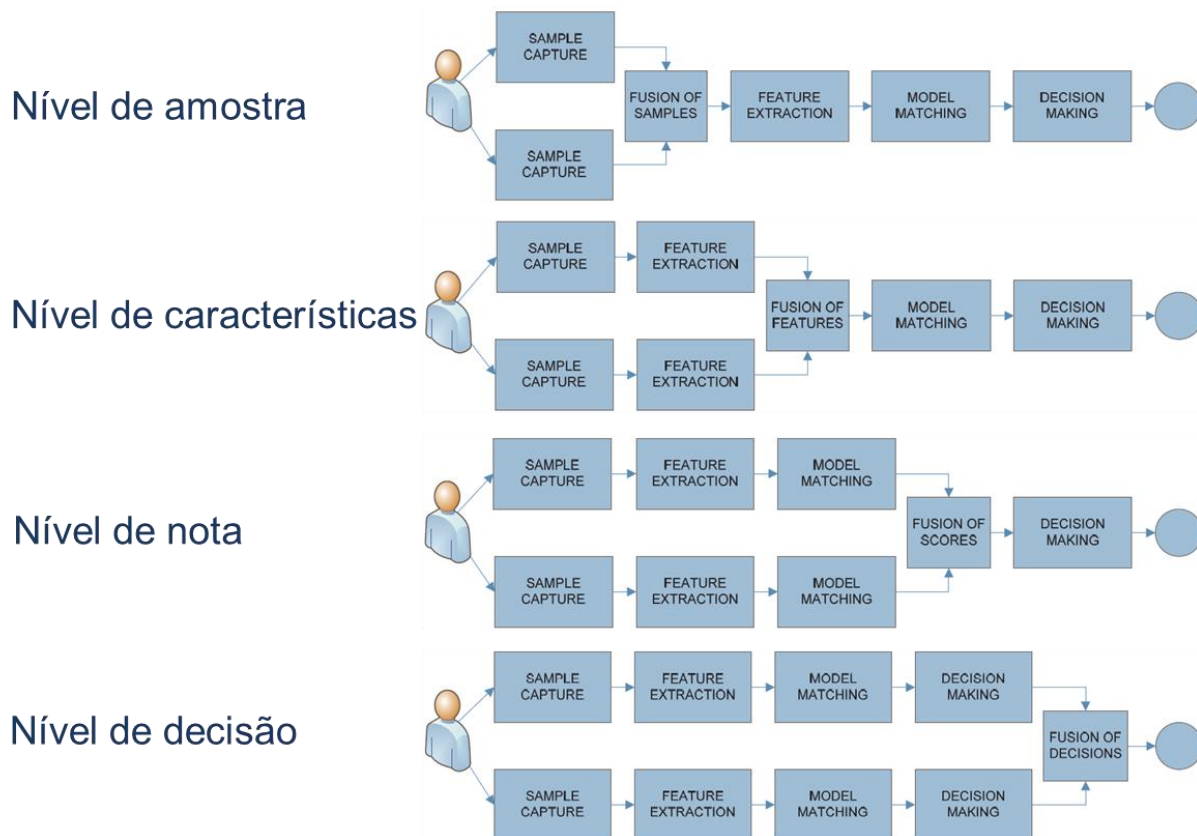 Nível de amostra
SAMPLE
CAPTURE
SAMPLE
CAPTURE
FUSION OF
SAMPLES
FEATURE
EXTRACTION
MODEL
MATCHING
DECISION
MAKING
Nível de características
SAMPLE
CAPTURE
FEATURE
EXTRACTION
SAMPLE
CAPTURE
FEATURE
EXTRACTION
FUSION OF
FEATURES
MODEL
MATCHING
DECISION
MAKING
Nível de nota
SAMPLE
CAPTURE
FEATURE
EXTRACTION
MODEL
MATCHING
SAMPLE
CAPTURE
FEATURE
EXTRACTION
MODEL
MATCHING
FUSION OF
SCORES
DECISION
MAKING
Nível de decisão
SAMPLE
CAPTURE
FEATURE
EXTRACTION
MODEL
MATCHING
DECISION
MAKING
SAMPLE
CAPTURE
FEATURE
EXTRACTION
MODEL
MATCHING
DECISION
MAKING
FUSION OF
DECISIONS